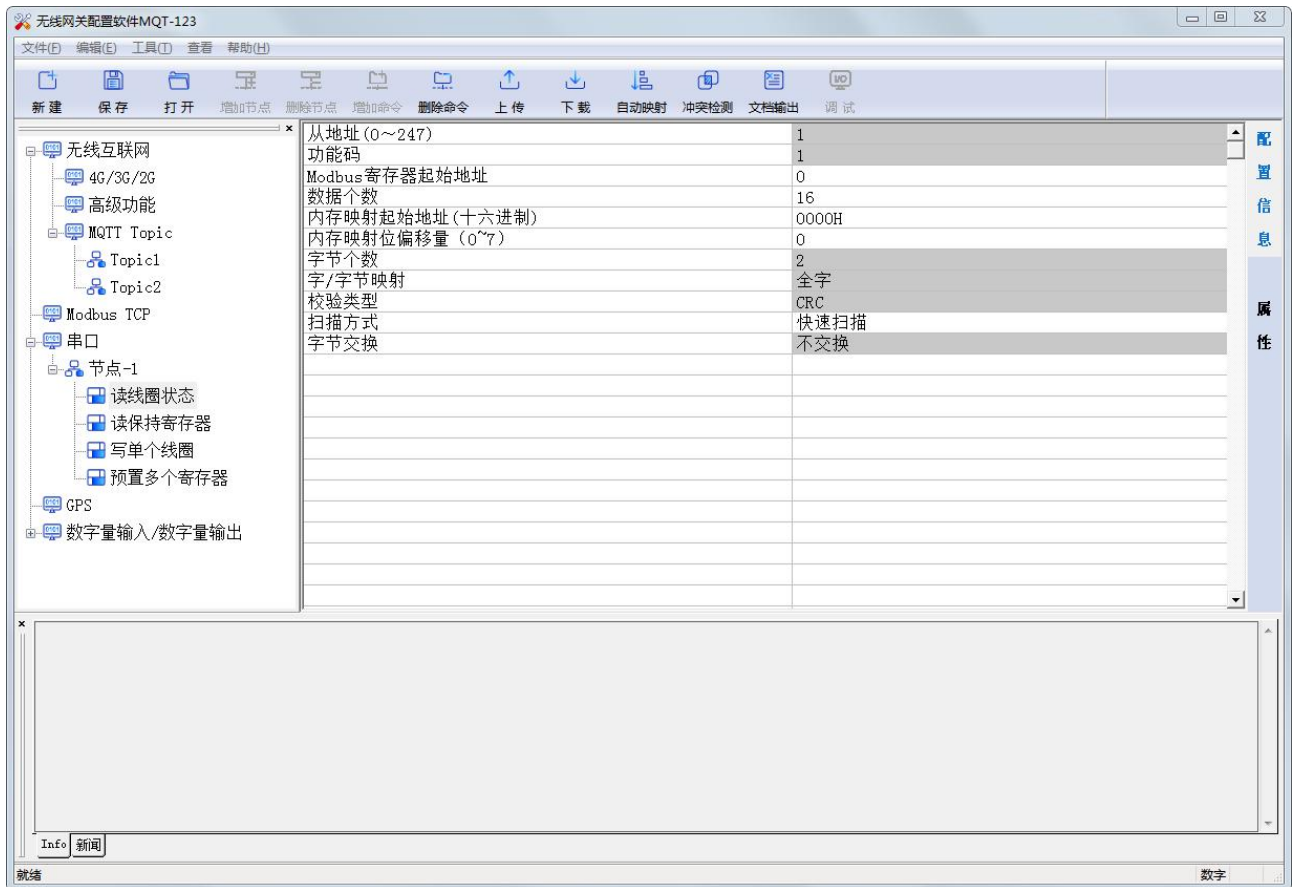 无线网关配置软件MQT-123
文件(F) 编辑(E) 工具(T) 查看 帮助(H)
新建 保存 打开 增加节点 删除节点 增加命令 删除命令 上传 下载 自动映射 冲突检测 文档输出 调试
无线互联网
4G/3G/2G
高级功能
MQTT Topic
Topic1
Topic2
Modbus TCP
串口
节点-1
读线圈状态
读保持寄存器
写单个线圈
预置多个寄存器
GPS
数字量输入/数字量输出
从地址(0～247) 1
功能码 1
Modbus寄存器起始地址 0
数据个数 16
内存映射起始地址(十六进制) 0000H
内存映射位偏移量（0~7） 0
字节个数 2
字/字节映射 全字
校验类型 CRC
扫描方式 快速扫描
字节交换 不交换
配置信息
属性
Info 新闻
就绪 数字